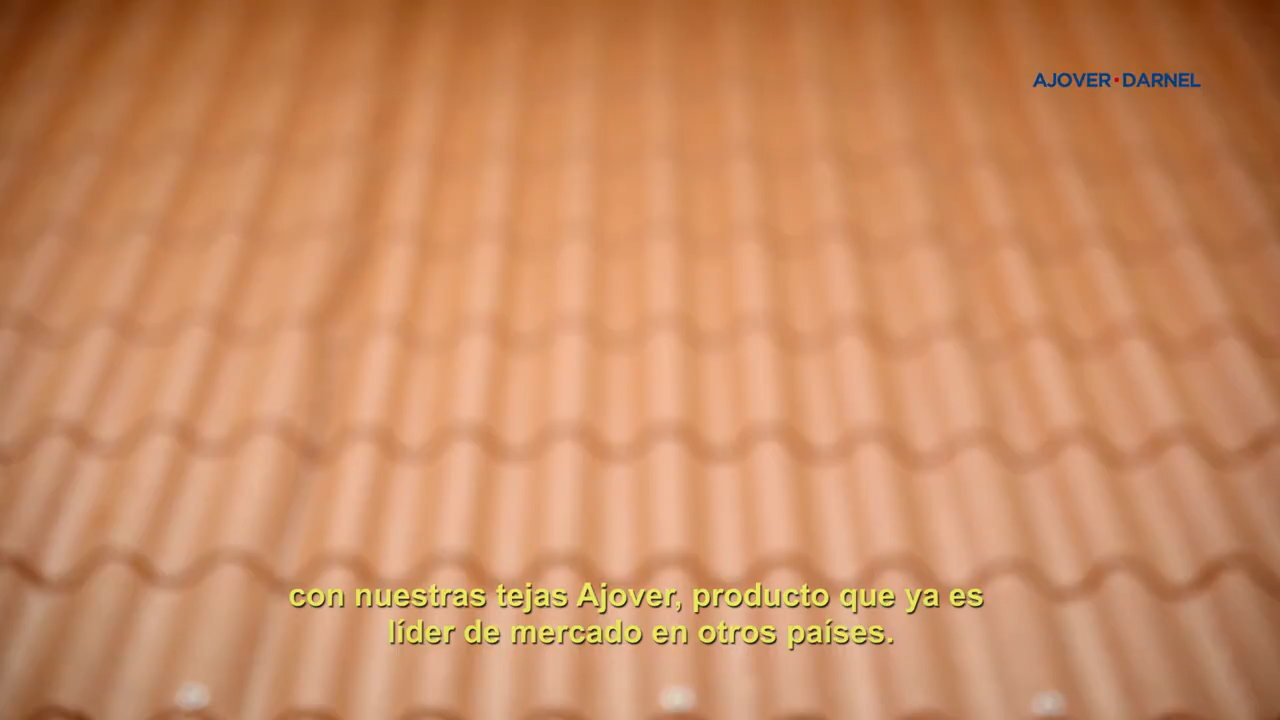 AJOVER•DARNEL
con nuestras tejas Ajover, producto que ya es
líder de mercado en otros países.